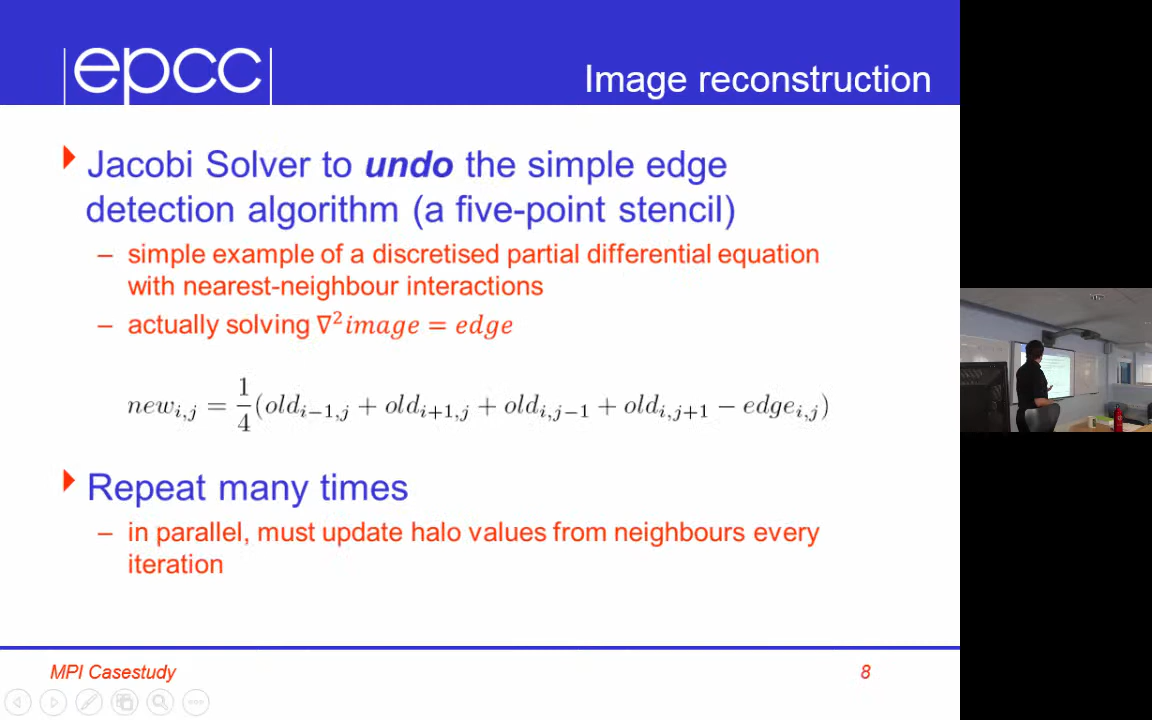 |epcc|
Image reconstruction
Jacobi Solver to undo the simple edge
detection algorithm (a five-point stencil)
– simple example of a discretised partial differential equation
with nearest-neighbour interactions
– actually solving ∇²image = edge
new_{i,j} = 1/4(old_{i−1,j} + old_{i+1,j} + old_{i,j−1} + old_{i,j+1} − edge_{i,j})
Repeat many times
– in parallel, must update halo values from neighbours every
iteration
MPI Casestudy
8